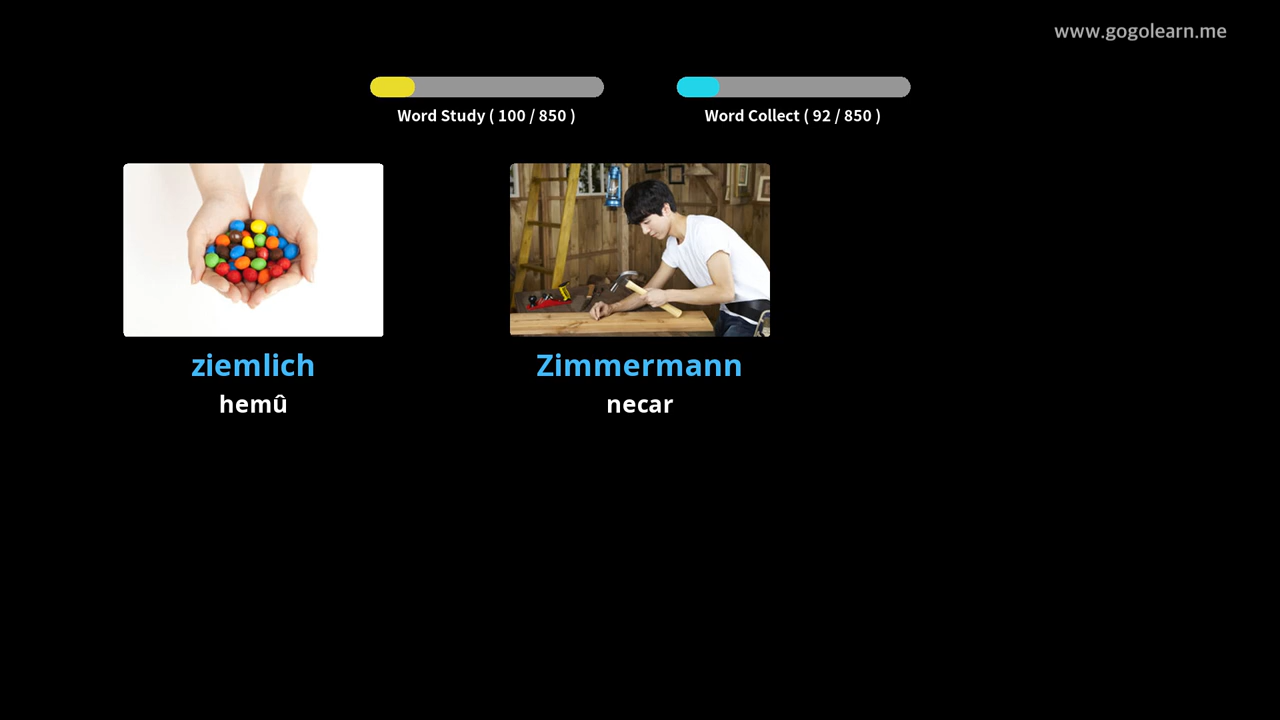 www.gogolearn.me
Word Study ( 100 / 850 )
Word Collect ( 92 / 850 )
ziemlich
hemû
Zimmermann
necar